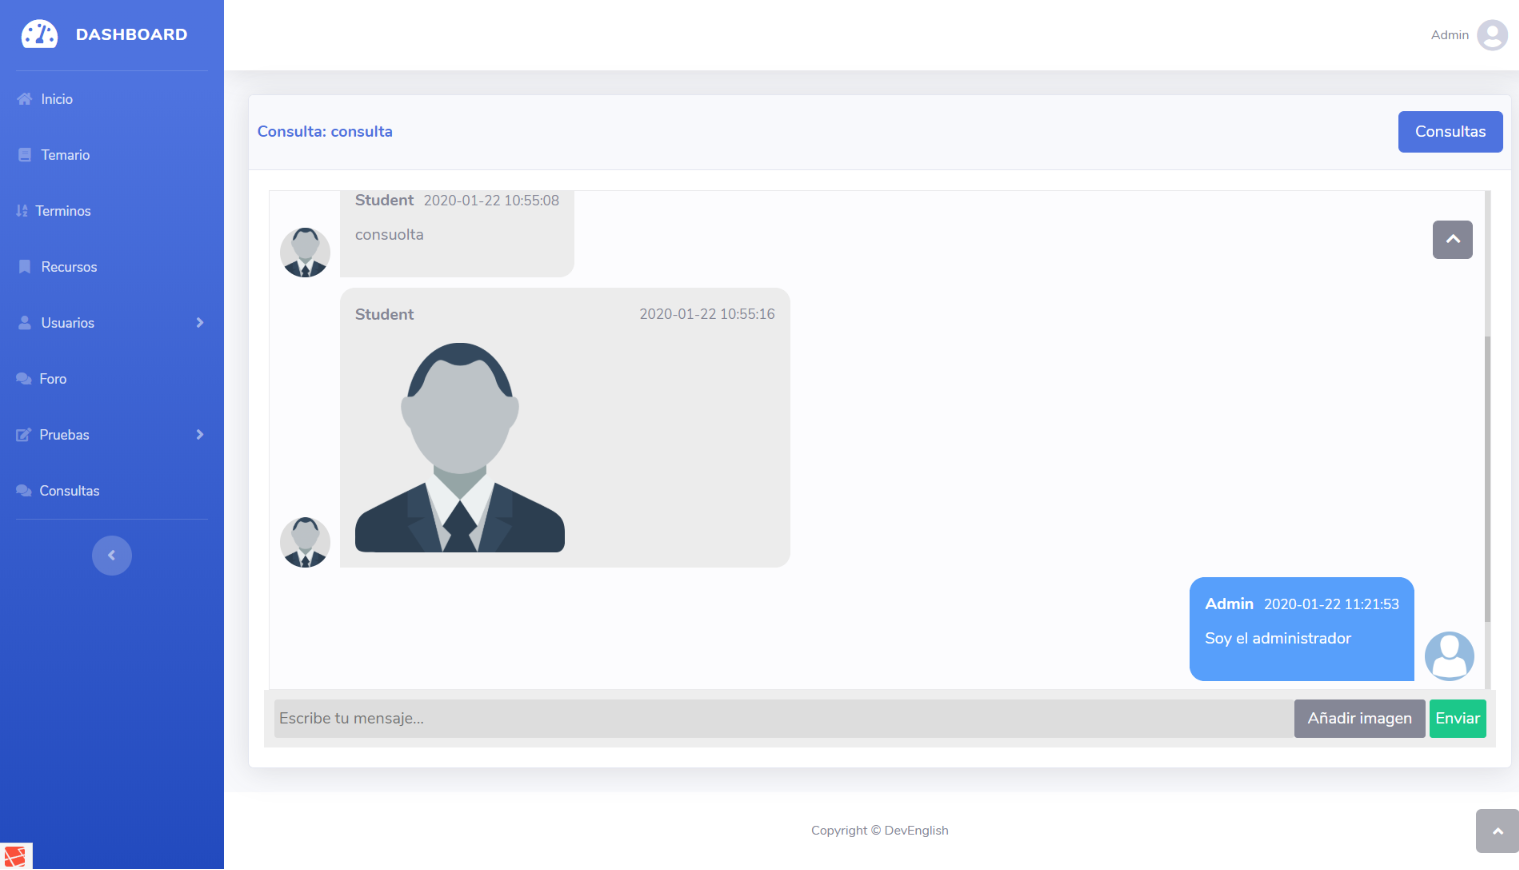 DASHBOARD
Admin
Inicio
Temario
Terminos
Recursos
Usuarios
Foro
Pruebas
Consultas
Consulta: consulta
Consultas
Student 2020-01-22 10:55:08
consuolta
Student 2020-01-22 10:55:16
Admin 2020-01-22 11:21:53
Soy el administrador
Escribe tu mensaje...
Añadir imagen
Enviar
Copyright © DevEnglish